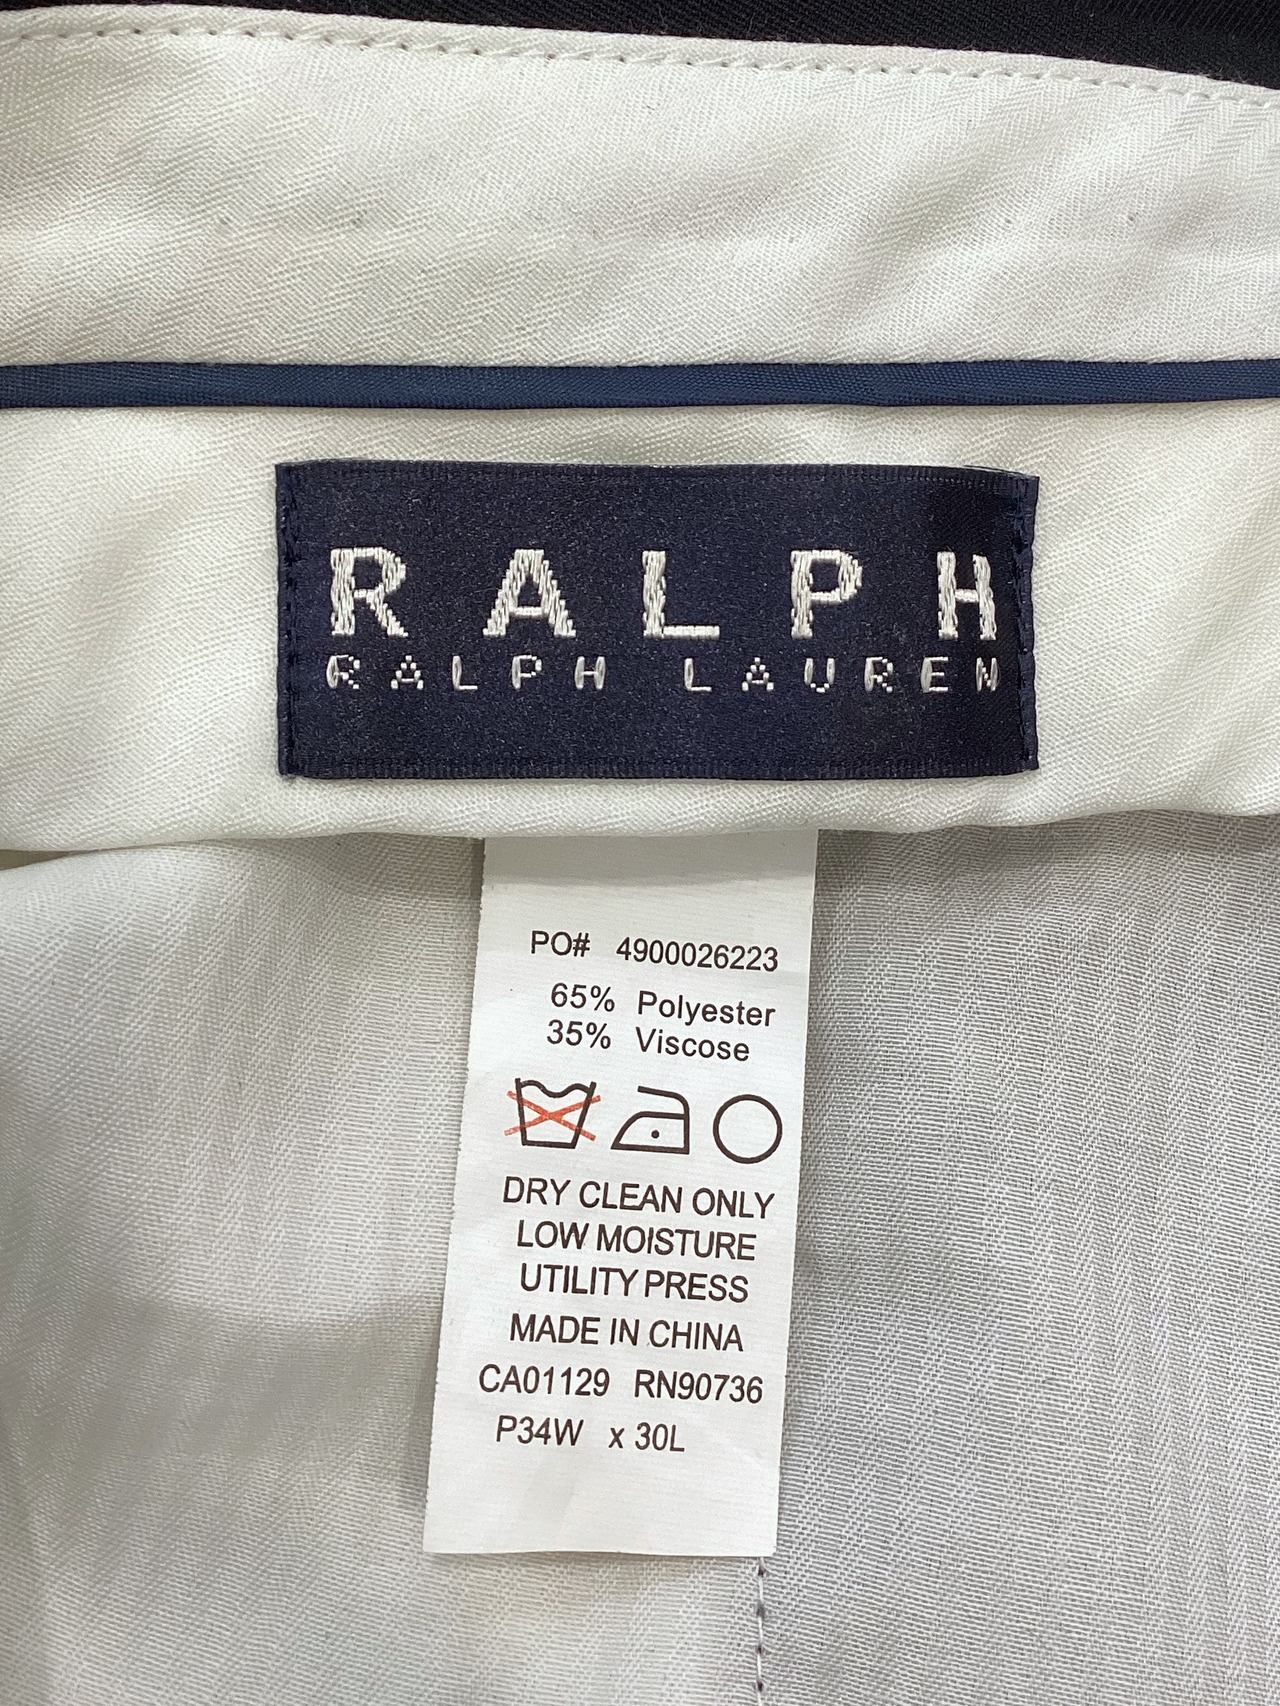 RALPH
RALPH LAUREN
PO# 4900026223
65% Polyester
35% Viscose
DRY CLEAN ONLY
LOW MOISTURE
UTILITY PRESS
MADE IN CHINA
CA01129 RN90736
P34W x 30L